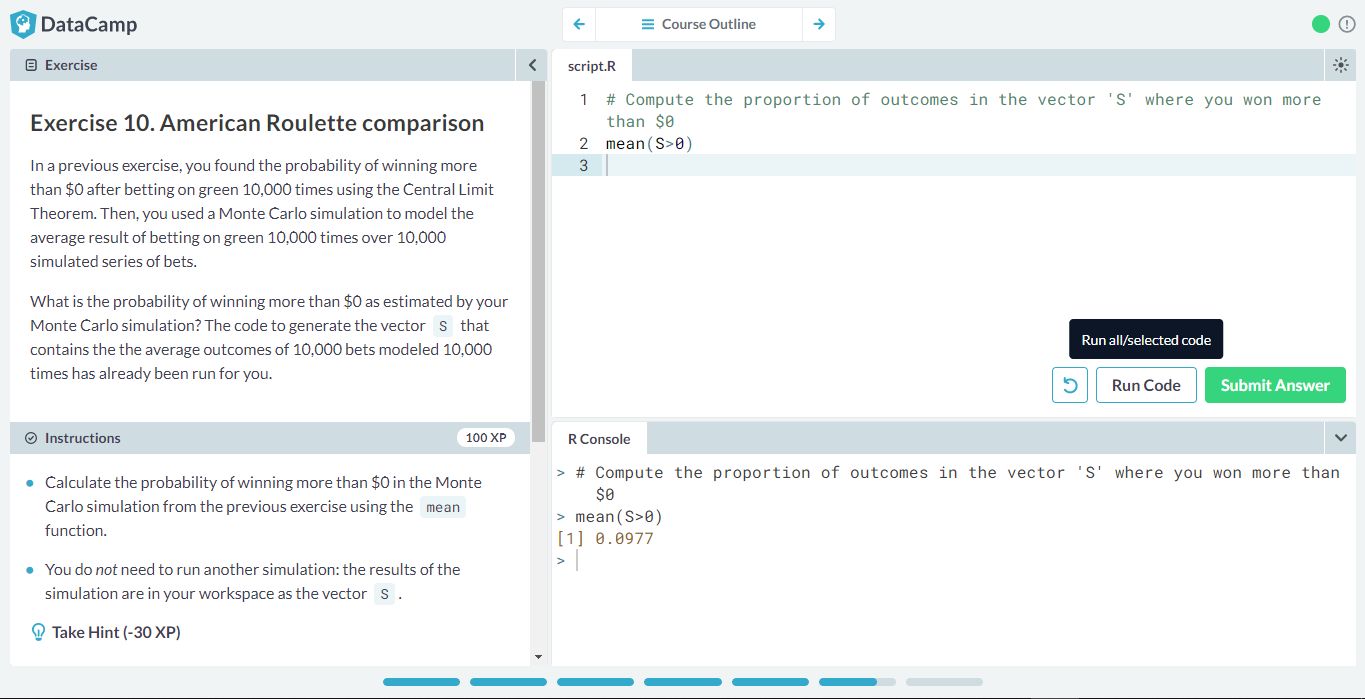 DataCamp
Course Outline
Exercise
Exercise 10. American Roulette comparison
In a previous exercise, you found the probability of winning more
than $0 after betting on green 10,000 times using the Central Limit
Theorem. Then, you used a Monte Carlo simulation to model the
average result of betting on green 10,000 times over 10,000
simulated series of bets.
What is the probability of winning more than $0 as estimated by your
Monte Carlo simulation? The code to generate the vector S that
contains the the average outcomes of 10,000 bets modeled 10,000
times has already been run for you.
Instructions
100 XP
Calculate the probability of winning more than $0 in the Monte
Carlo simulation from the previous exercise using the mean
function.
You do not need to run another simulation: the results of the
simulation are in your workspace as the vector S .
Take Hint (-30 XP)
script.R
1 # Compute the proportion of outcomes in the vector 'S' where you won more
than $0
2 mean(S>0)
3
Run all/selected code
Run Code
Submit Answer
R Console
> # Compute the proportion of outcomes in the vector 'S' where you won more than
$0
> mean(S>0)
[1] 0.0977
>